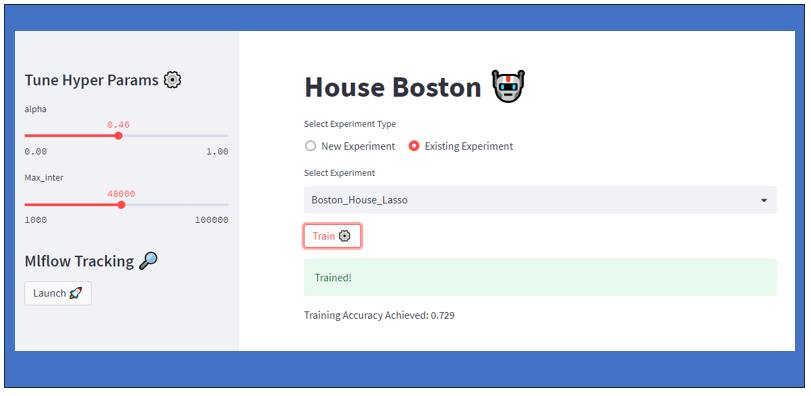 Tune Hyper Params
alpha
0.46
0.00 1.00
Max_inter
48000
1000 100000
Mlflow Tracking
Launch
House Boston
Select Experiment Type
New Experiment Existing Experiment
Select Experiment
Boston_House_Lasso
Train
Trained!
Training Accuracy Achieved: 0.729